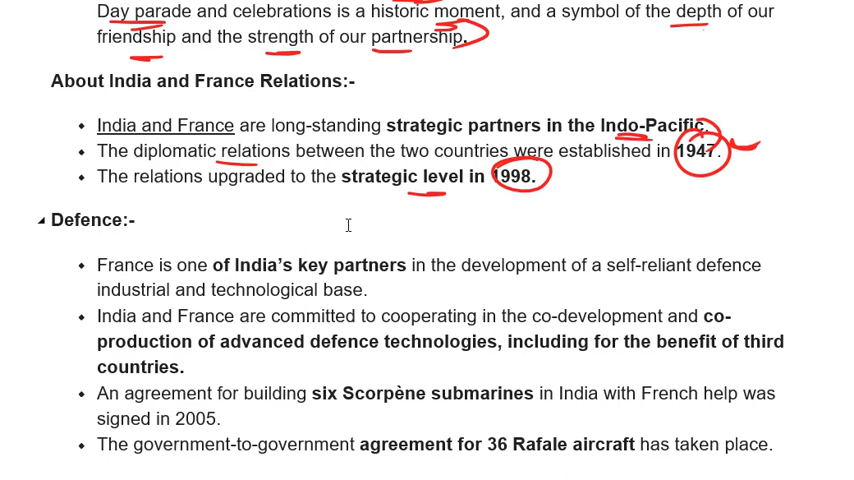 Day parade and celebrations is a historic moment, and a symbol of the depth of our
friendship and the strength of our partnership.
About India and France Relations:-
India and France are long-standing strategic partners in the Indo-Pacific.
The diplomatic relations between the two countries were established in 1947.
The relations upgraded to the strategic level in 1998.
Defence:-
France is one of India’s key partners in the development of a self-reliant defence
industrial and technological base.
India and France are committed to cooperating in the co-development and co-
production of advanced defence technologies, including for the benefit of third
countries.
An agreement for building six Scorpène submarines in India with French help was
signed in 2005.
The government-to-government agreement for 36 Rafale aircraft has taken place.